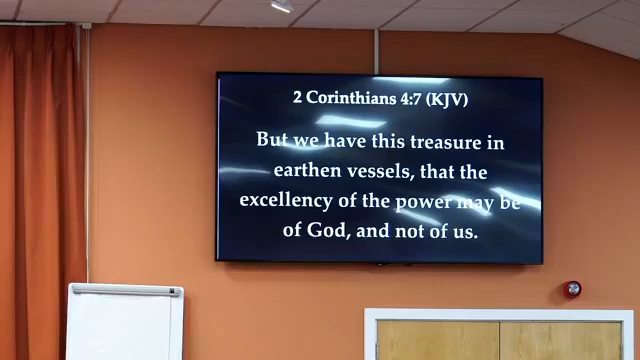 2 Corinthians 4:7 (KJV)
But we have this treasure in
earthen vessels, that the
excellency of the power may be
of God, and not of us.